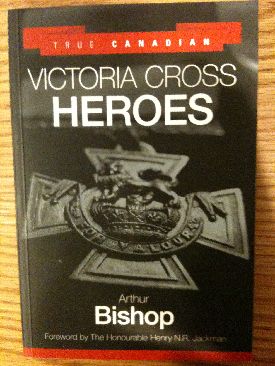 TRUE CANADIAN
VICTORIA CROSS
HEROES
FOR VALOUR
Arthur
Bishop
Foreword by The Honourable Henry N.R. Jackman